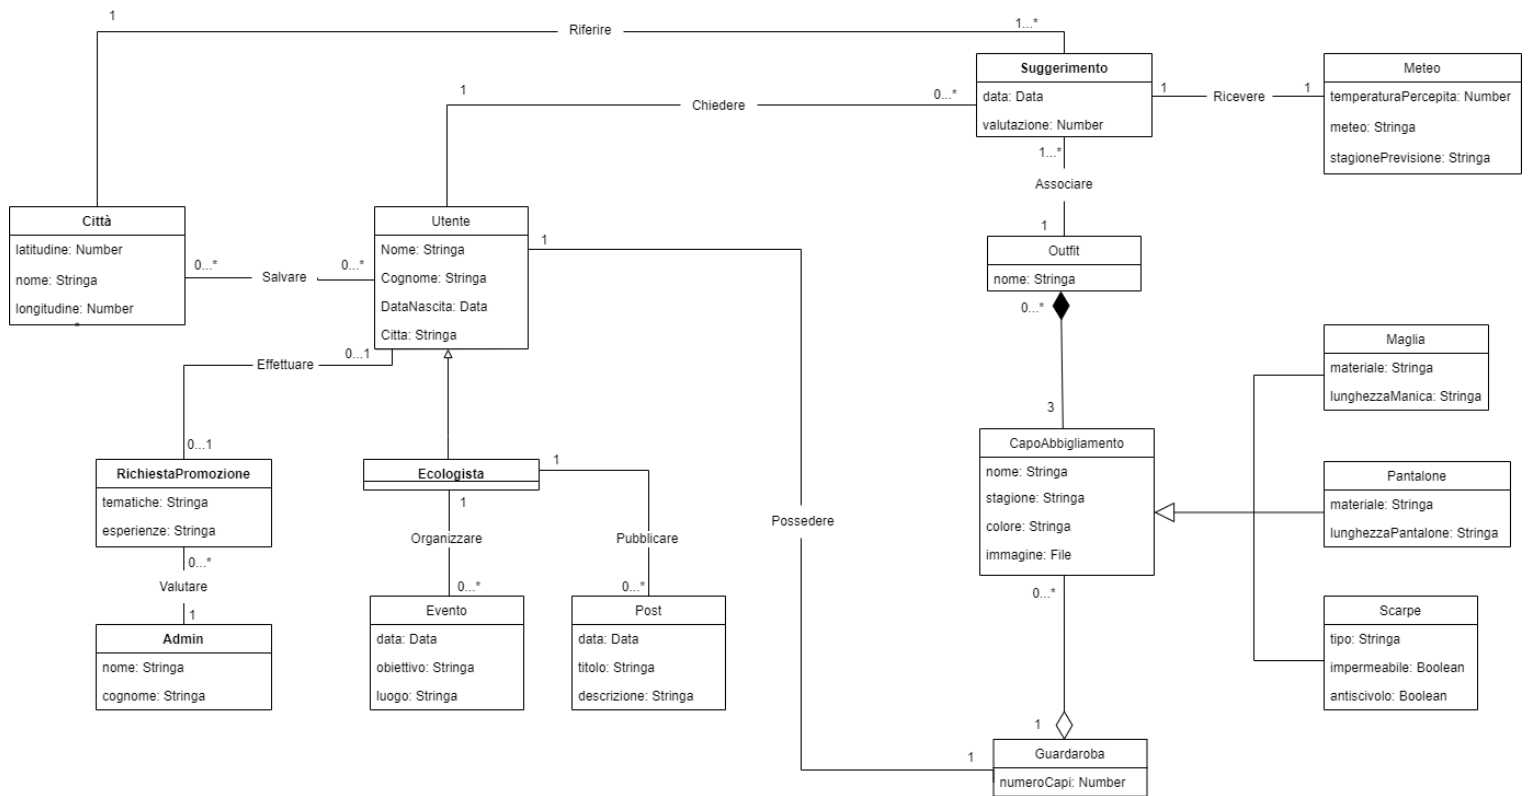 1
Riferire
1...*
Suggerimento
data: Data
valutazione: Number
1
Chiedere
0...*
1
Ricevere
1
Meteo
temperaturaPercepita: Number
meteo: Stringa
stagionePrevisione: Stringa
1...*
Associare
1
Outfit
nome: Stringa
0...*
3
Città
latitudine: Number
nome: Stringa
longitudine: Number
*
0...*
Salvare
0...*
Utente
Nome: Stringa
Cognome: Stringa
DataNascita: Data
Citta: Stringa
1
0...1
Effettuare
0...1
RichiestaPromozione
tematiche: Stringa
esperienze: Stringa
0...*
Valutare
1
Admin
nome: Stringa
cognome: Stringa
Ecologista
1
1
Organizzare
Pubblicare
0...*
0...*
Evento
data: Data
obiettivo: Stringa
luogo: Stringa
Post
data: Data
titolo: Stringa
descrizione: Stringa
Possedere
1
CapoAbbigliamento
nome: Stringa
stagione: Stringa
colore: Stringa
immagine: File
0...*
1
Guardaroba
numeroCapi: Number
Maglia
materiale: Stringa
lunghezzaManica: Stringa
Pantalone
materiale: Stringa
lunghezzaPantalone: Stringa
Scarpe
tipo: Stringa
impermeabile: Boolean
antiscivolo: Boolean